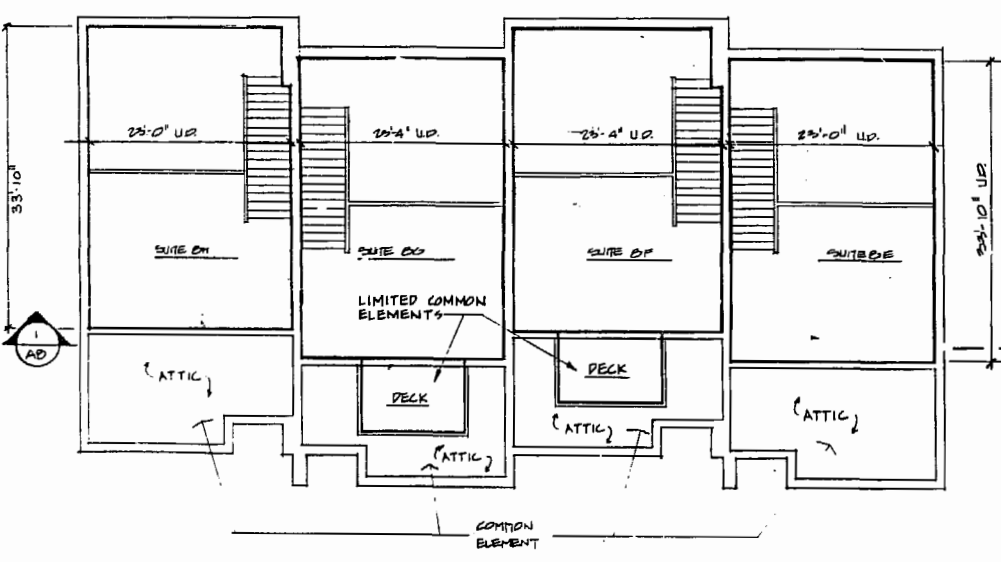 23'-0" U.D.
23'-4" U.D.
23'-4" U.D.
23'-0" U.D.
33'-10"
33'-10" U.D.
SUITE 8H
SUITE 8G
SUITE 8F
SUITE 8E
LIMITED COMMON
ELEMENTS
1
A8
DECK
DECK
ATTIC
ATTIC
ATTIC
ATTIC
COMMON
ELEMENT